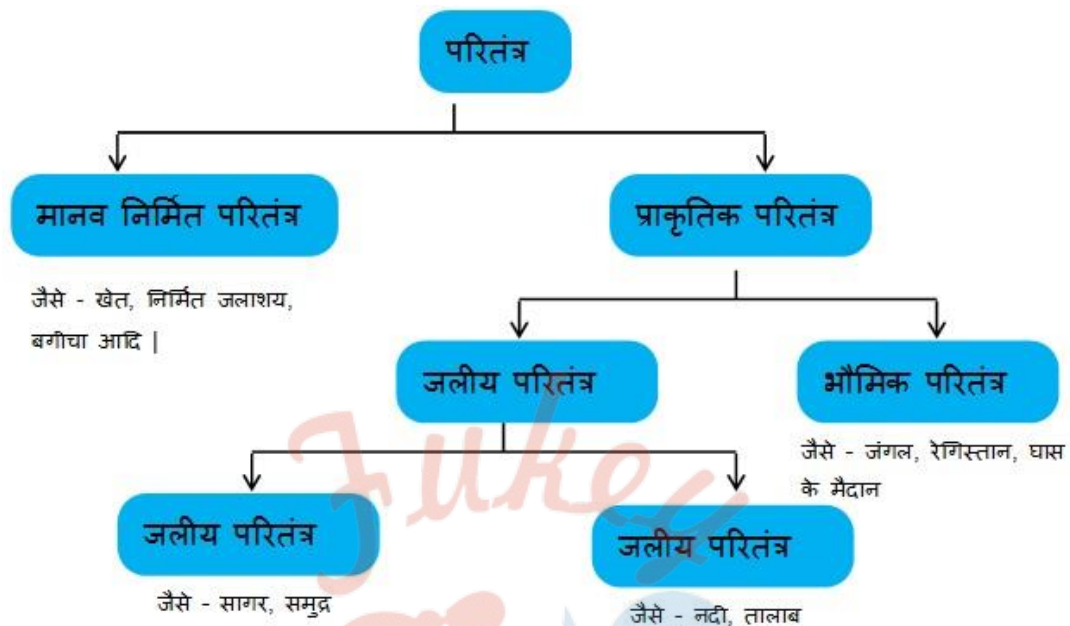 परितंत्र
मानव निर्मित परितंत्र
प्राकृतिक परितंत्र
जैसे - खेत, निर्मित जलाशय,
बगीचा आदि |
जलीय परितंत्र
भौमिक परितंत्र
जैसे - जंगल, रेगिस्तान, घास
के मैदान
जलीय परितंत्र
जलीय परितंत्र
जैसे - सागर, समुद्र
जैसे - नदी, तालाब